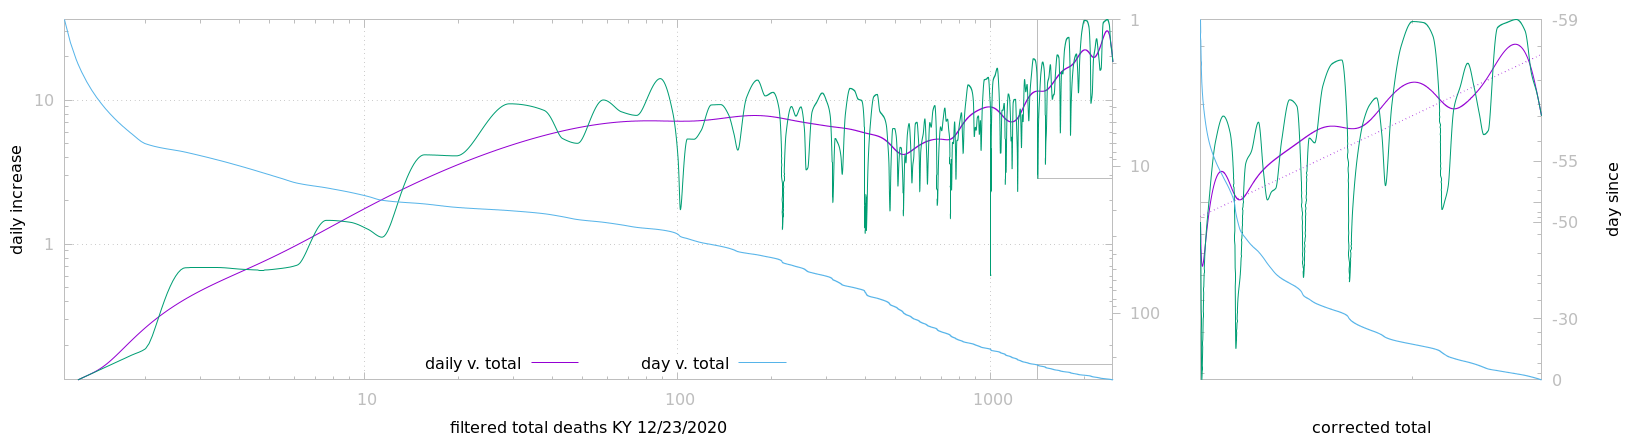 daily increase
10
1
daily v. total
day v. total
10
100
1000
filtered total deaths KY 12/23/2020
1
10
100
-59
-55
-50
-30
0
day since
corrected total